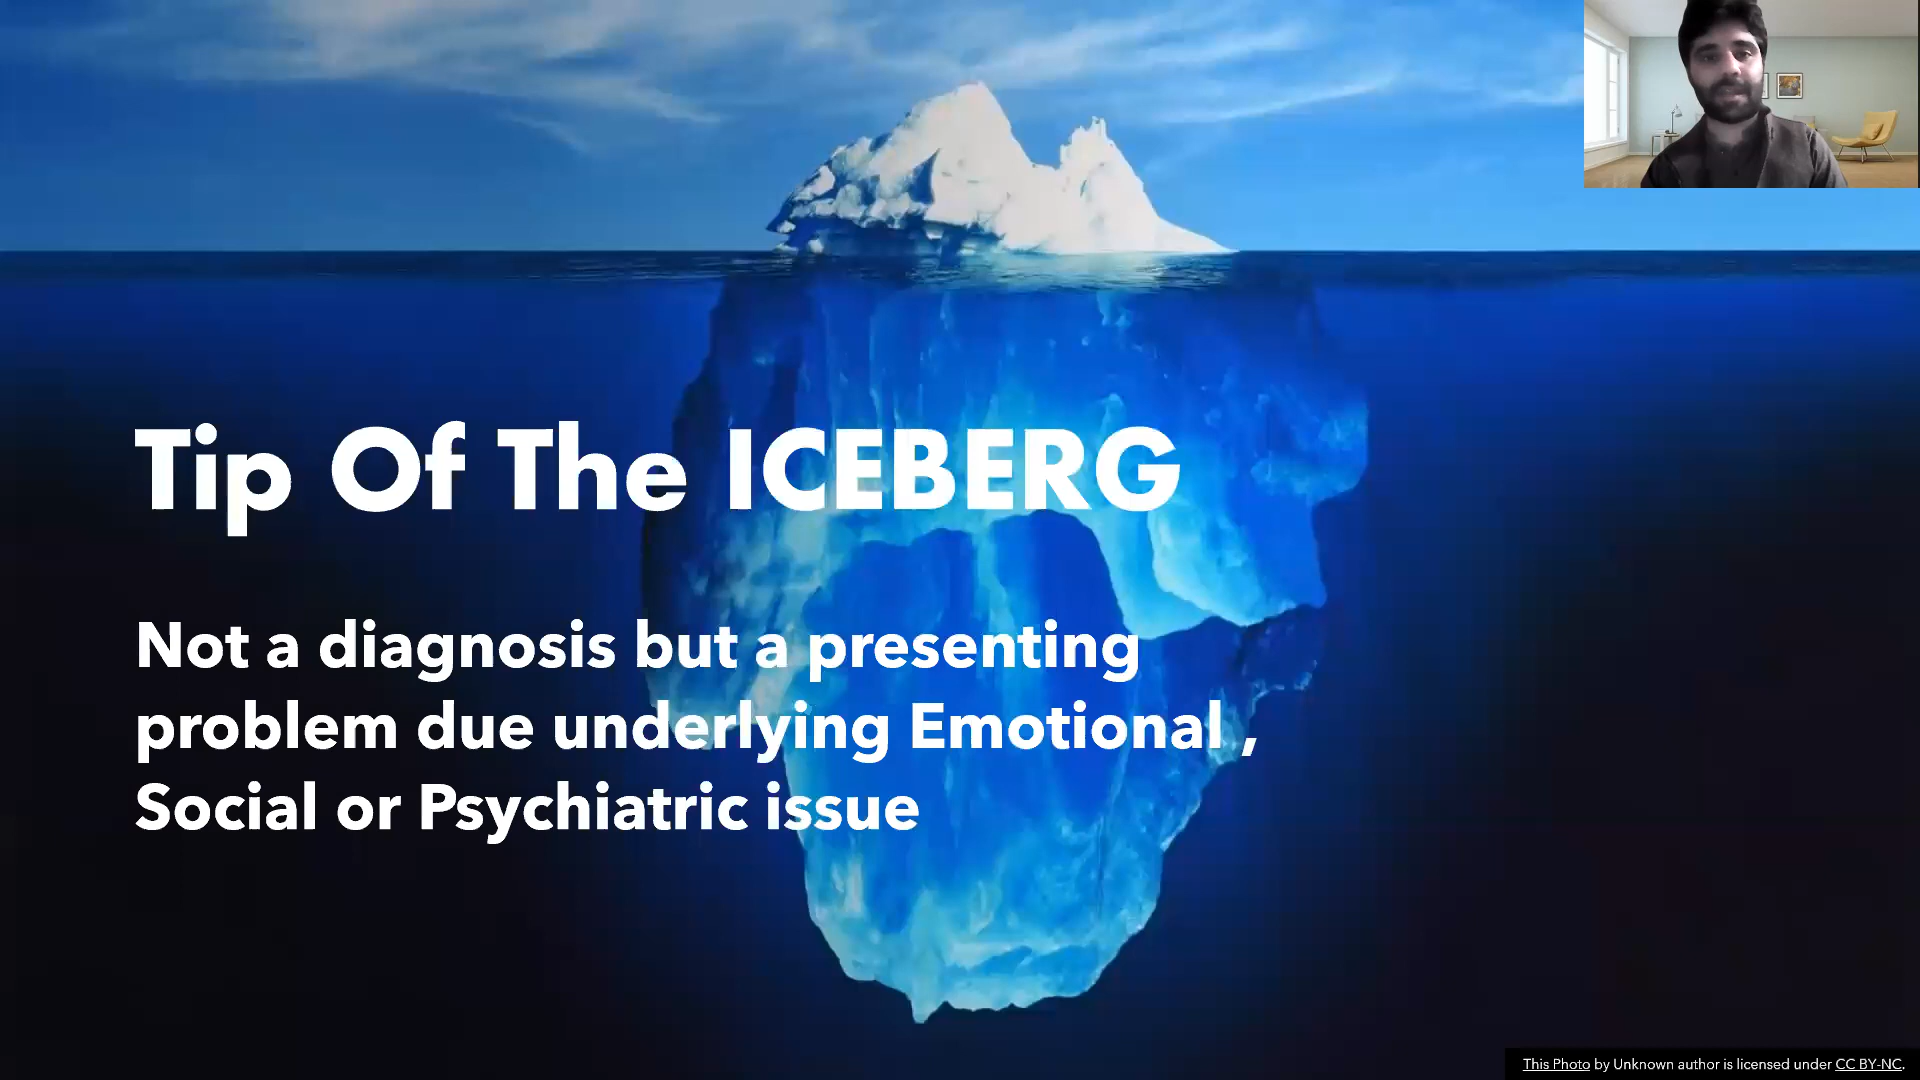 Tip Of The ICEBERG
Not a diagnosis but a presenting
problem due underlying Emotional ,
Social or Psychiatric issue
This Photo by Unknown author is licensed under CC BY-NC.